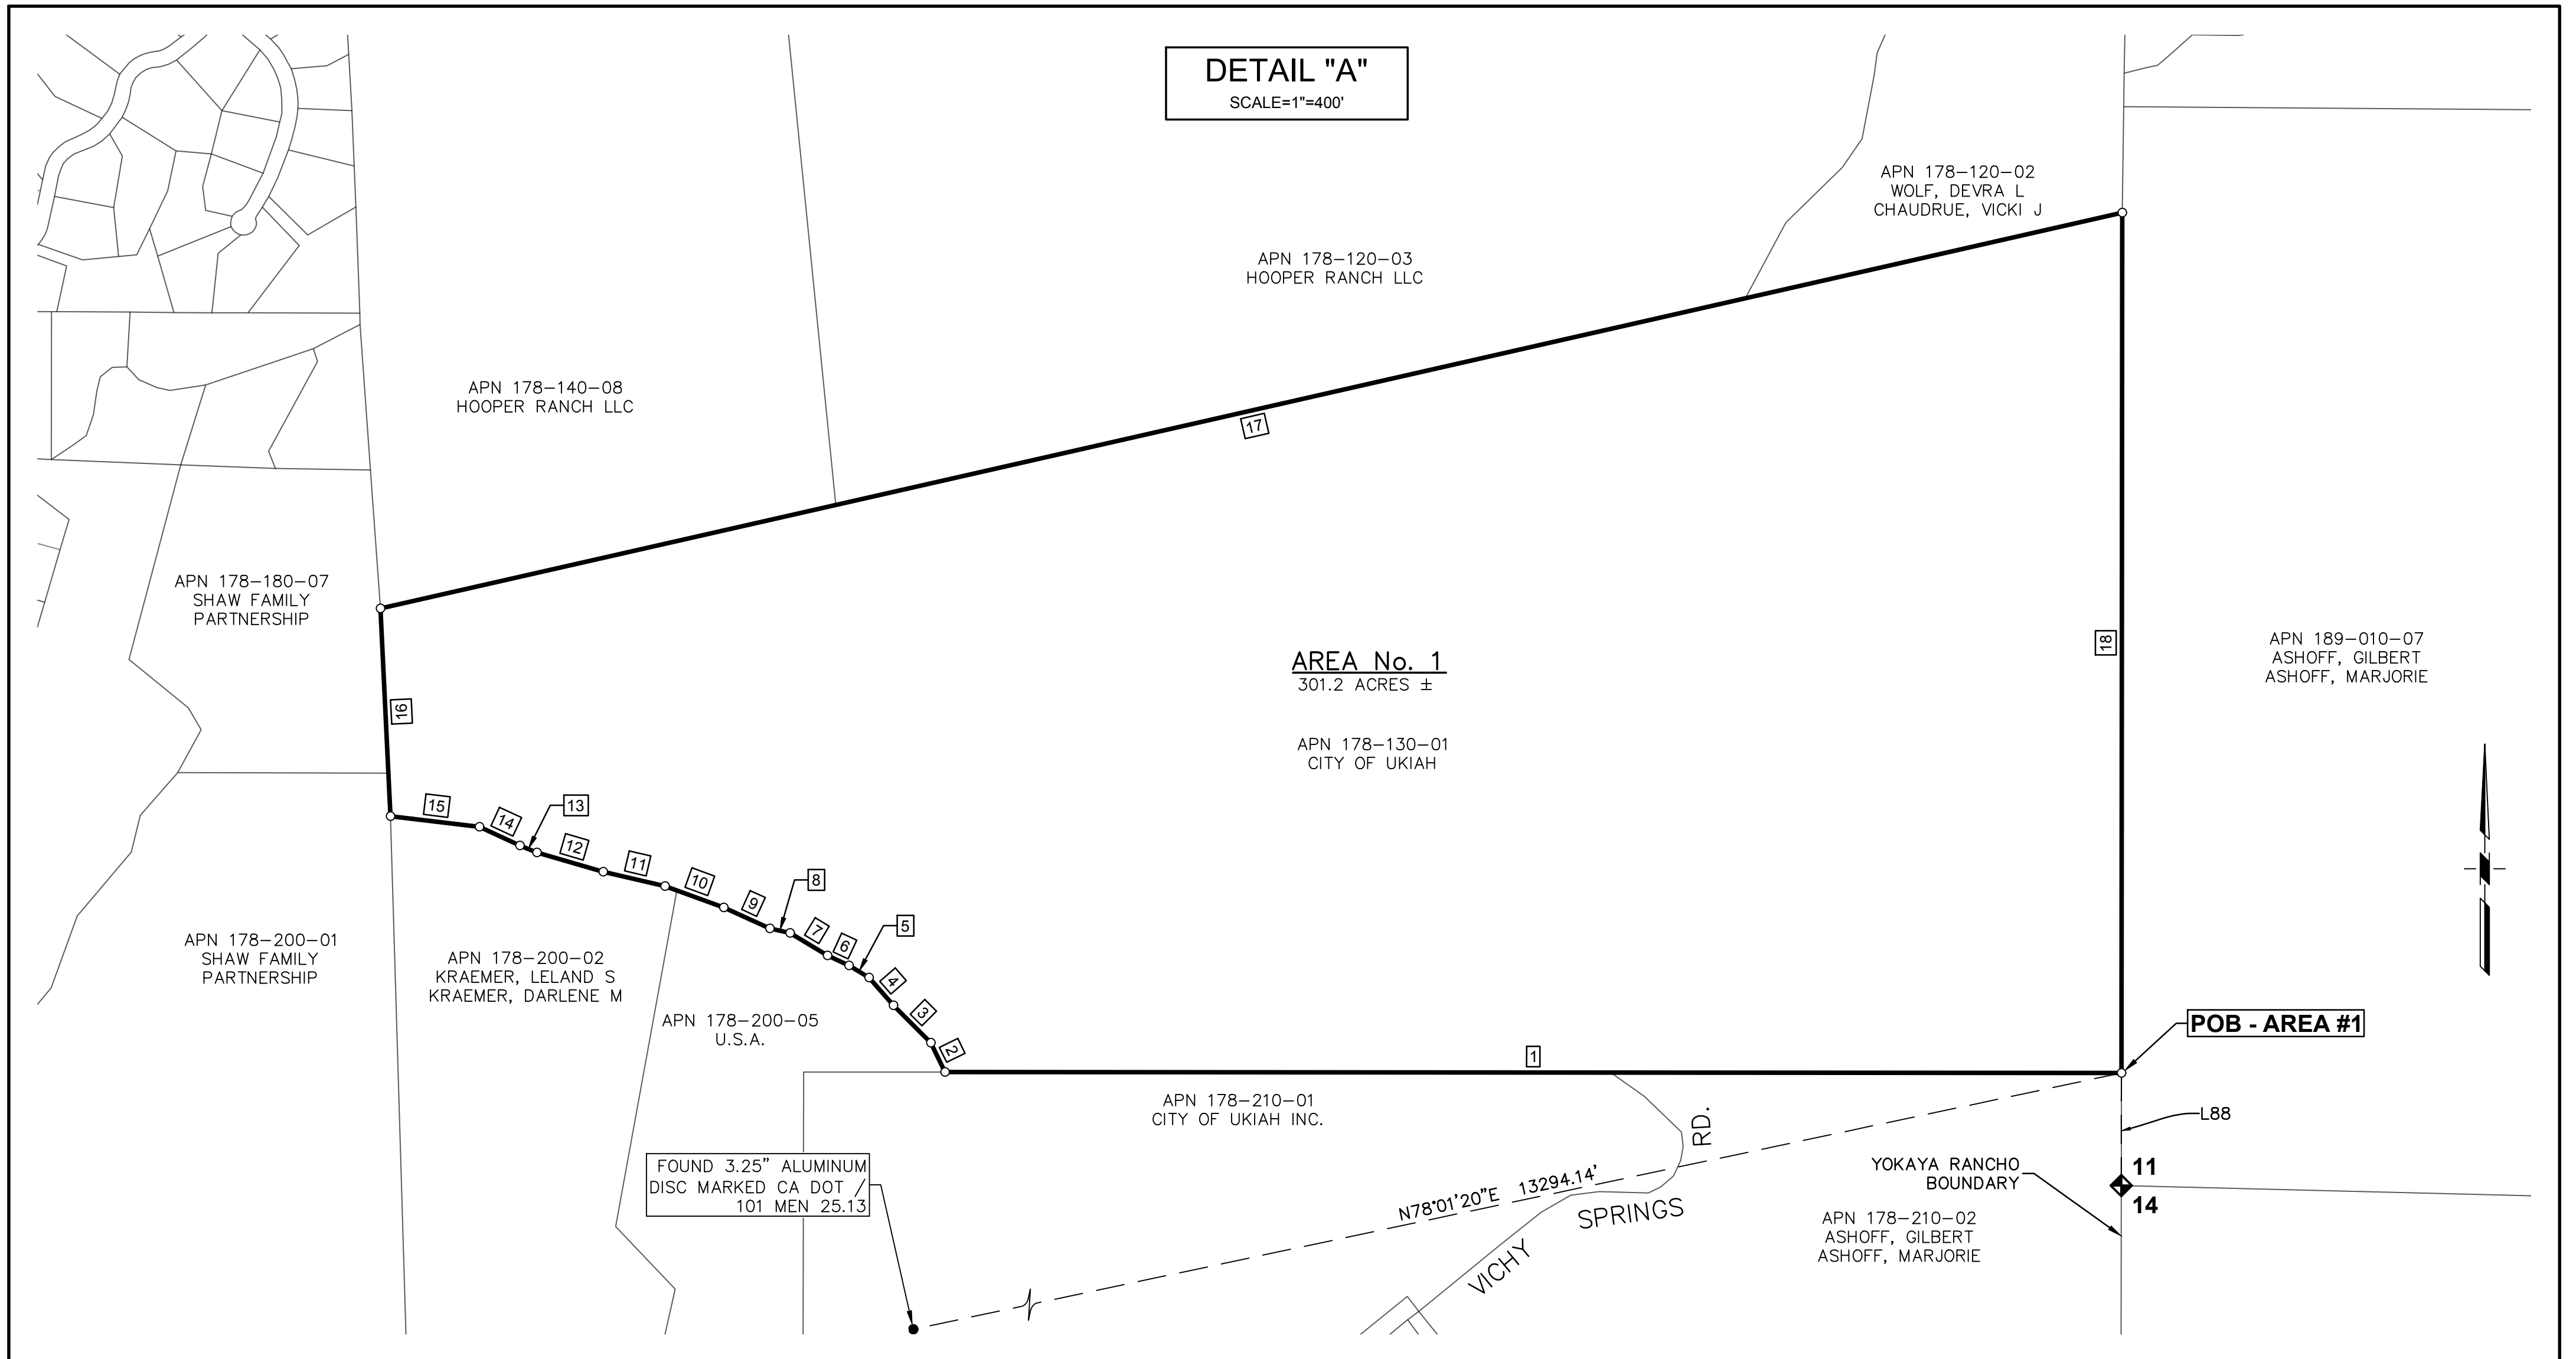 DETAIL "A"
SCALE=1"=400'
APN 178-120-02
WOLF, DEVRA L
CHAUDRUE, VICKI J
APN 178-120-03
HOOPER RANCH LLC
APN 178-140-08
HOOPER RANCH LLC
17
APN 178-180-07
SHAW FAMILY
PARTNERSHIP
AREA No. 1
301.2 ACRES ±
APN 178-130-01
CITY OF UKIAH
18
APN 189-010-07
ASHOFF, GILBERT
ASHOFF, MARJORIE
16
15
14
13
12
11
10
9
8
7
6
5
4
3
2
1
APN 178-200-01
SHAW FAMILY
PARTNERSHIP
APN 178-200-02
KRAEMER, LELAND S
KRAEMER, DARLENE M
APN 178-200-05
U.S.A.
POB - AREA #1
APN 178-210-01
CITY OF UKIAH INC.
L88
FOUND 3.25" ALUMINUM
DISC MARKED CA DOT /
101 MEN 25.13
N78°01'20"E 13294.14'
VICHY
SPRINGS
RD.
YOKAYA RANCHO
BOUNDARY
11
14
APN 178-210-02
ASHOFF, GILBERT
ASHOFF, MARJORIE
N